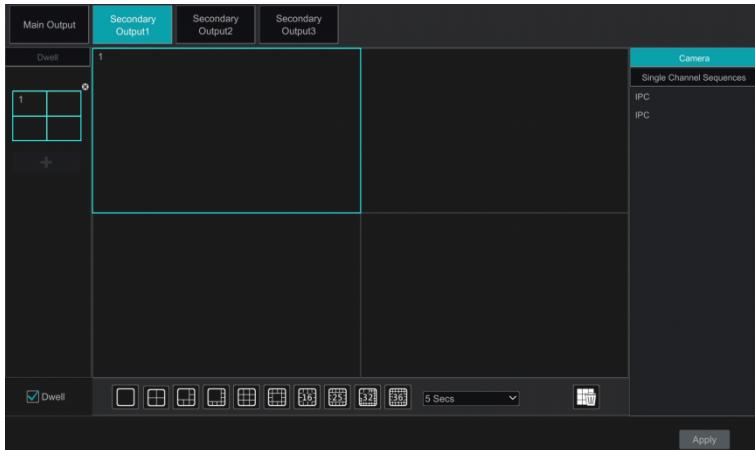 Main Output
Secondary
Output1
Secondary
Output2
Secondary
Output3
Dwell
1
Camera
Single Channel Sequences
1
IPC
IPC
Dwell
16
25
32
36
5 Secs
Apply